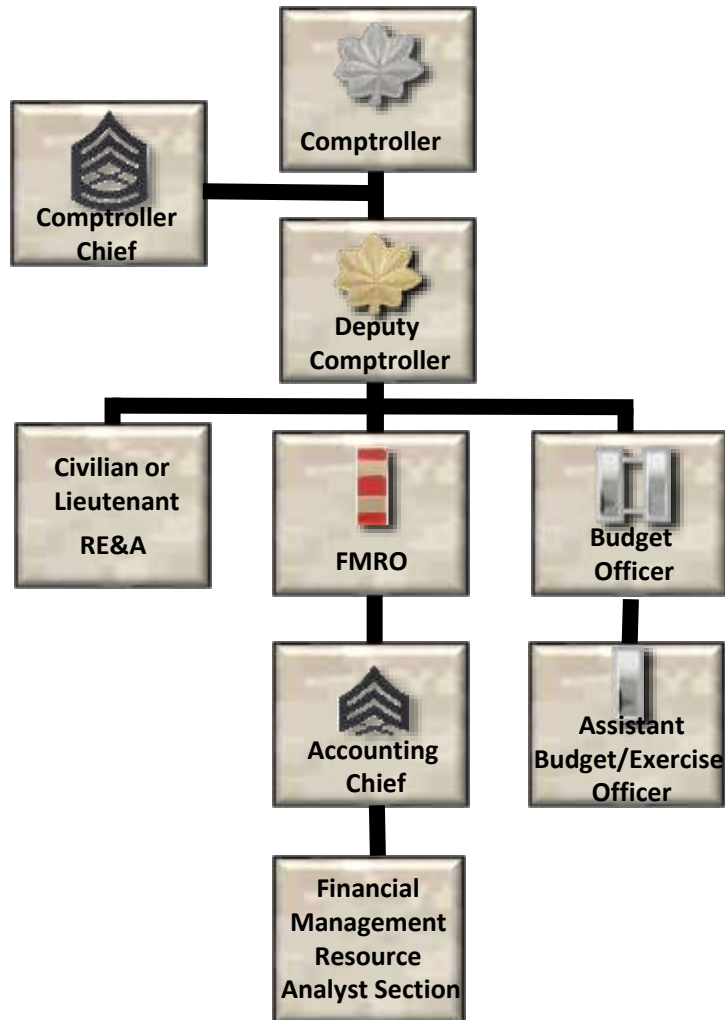 Comptroller
Comptroller
Chief
Deputy
Comptroller
Civilian or
Lieutenant
RE&A
FMRO
Budget
Officer
Accounting
Chief
Assistant
Budget/Exercise
Officer
Financial
Management
Resource
Analyst Section